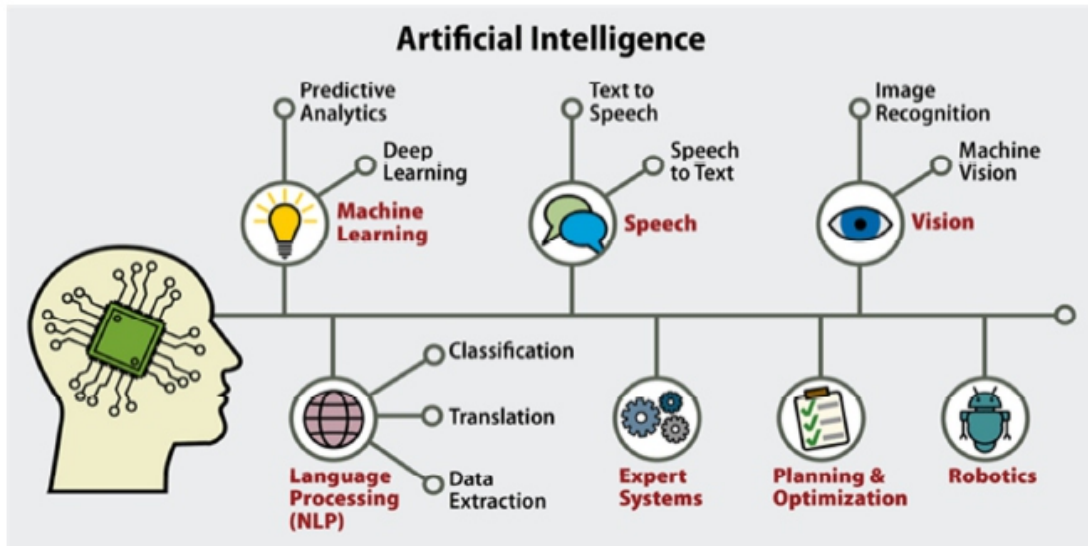 Artificial Intelligence
Predictive
Analytics
Deep
Learning
Machine
Learning
Text to
Speech
Speech
to Text
Speech
Image
Recognition
Machine
Vision
Vision
Classification
Translation
Data
Extraction
Language
Processing
(NLP)
Expert
Systems
Planning &
Optimization
Robotics